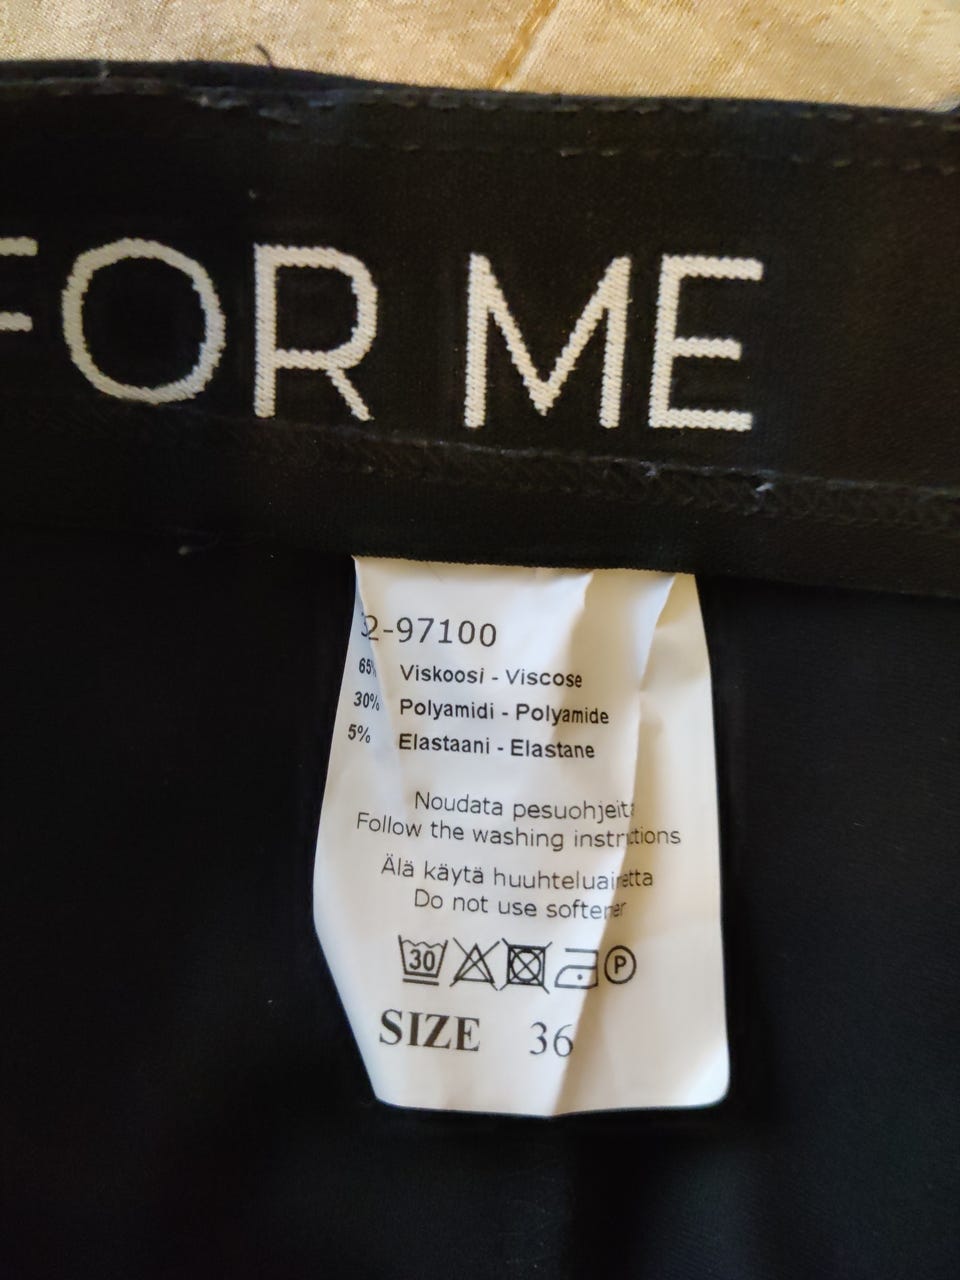 FOR ME
2-97100
65% Viskoosi - Viscose
30% Polyamidi - Polyamide
5% Elastaani - Elastane
Noudata pesuohjeita
Follow the washing instructions
Älä käytä huuhteluainetta
Do not use softener
30 P
SIZE 36